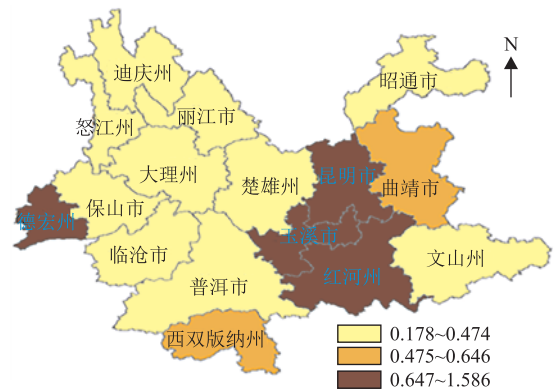 N
迪庆州
昭通市
丽江市
怒江州
大理州
昆明市
楚雄州
曲靖市
德宏州
保山市
玉溪市
临沧市
文山州
红河州
普洱市
西双版纳州
0.178~0.474
0.475~0.646
0.647~1.586